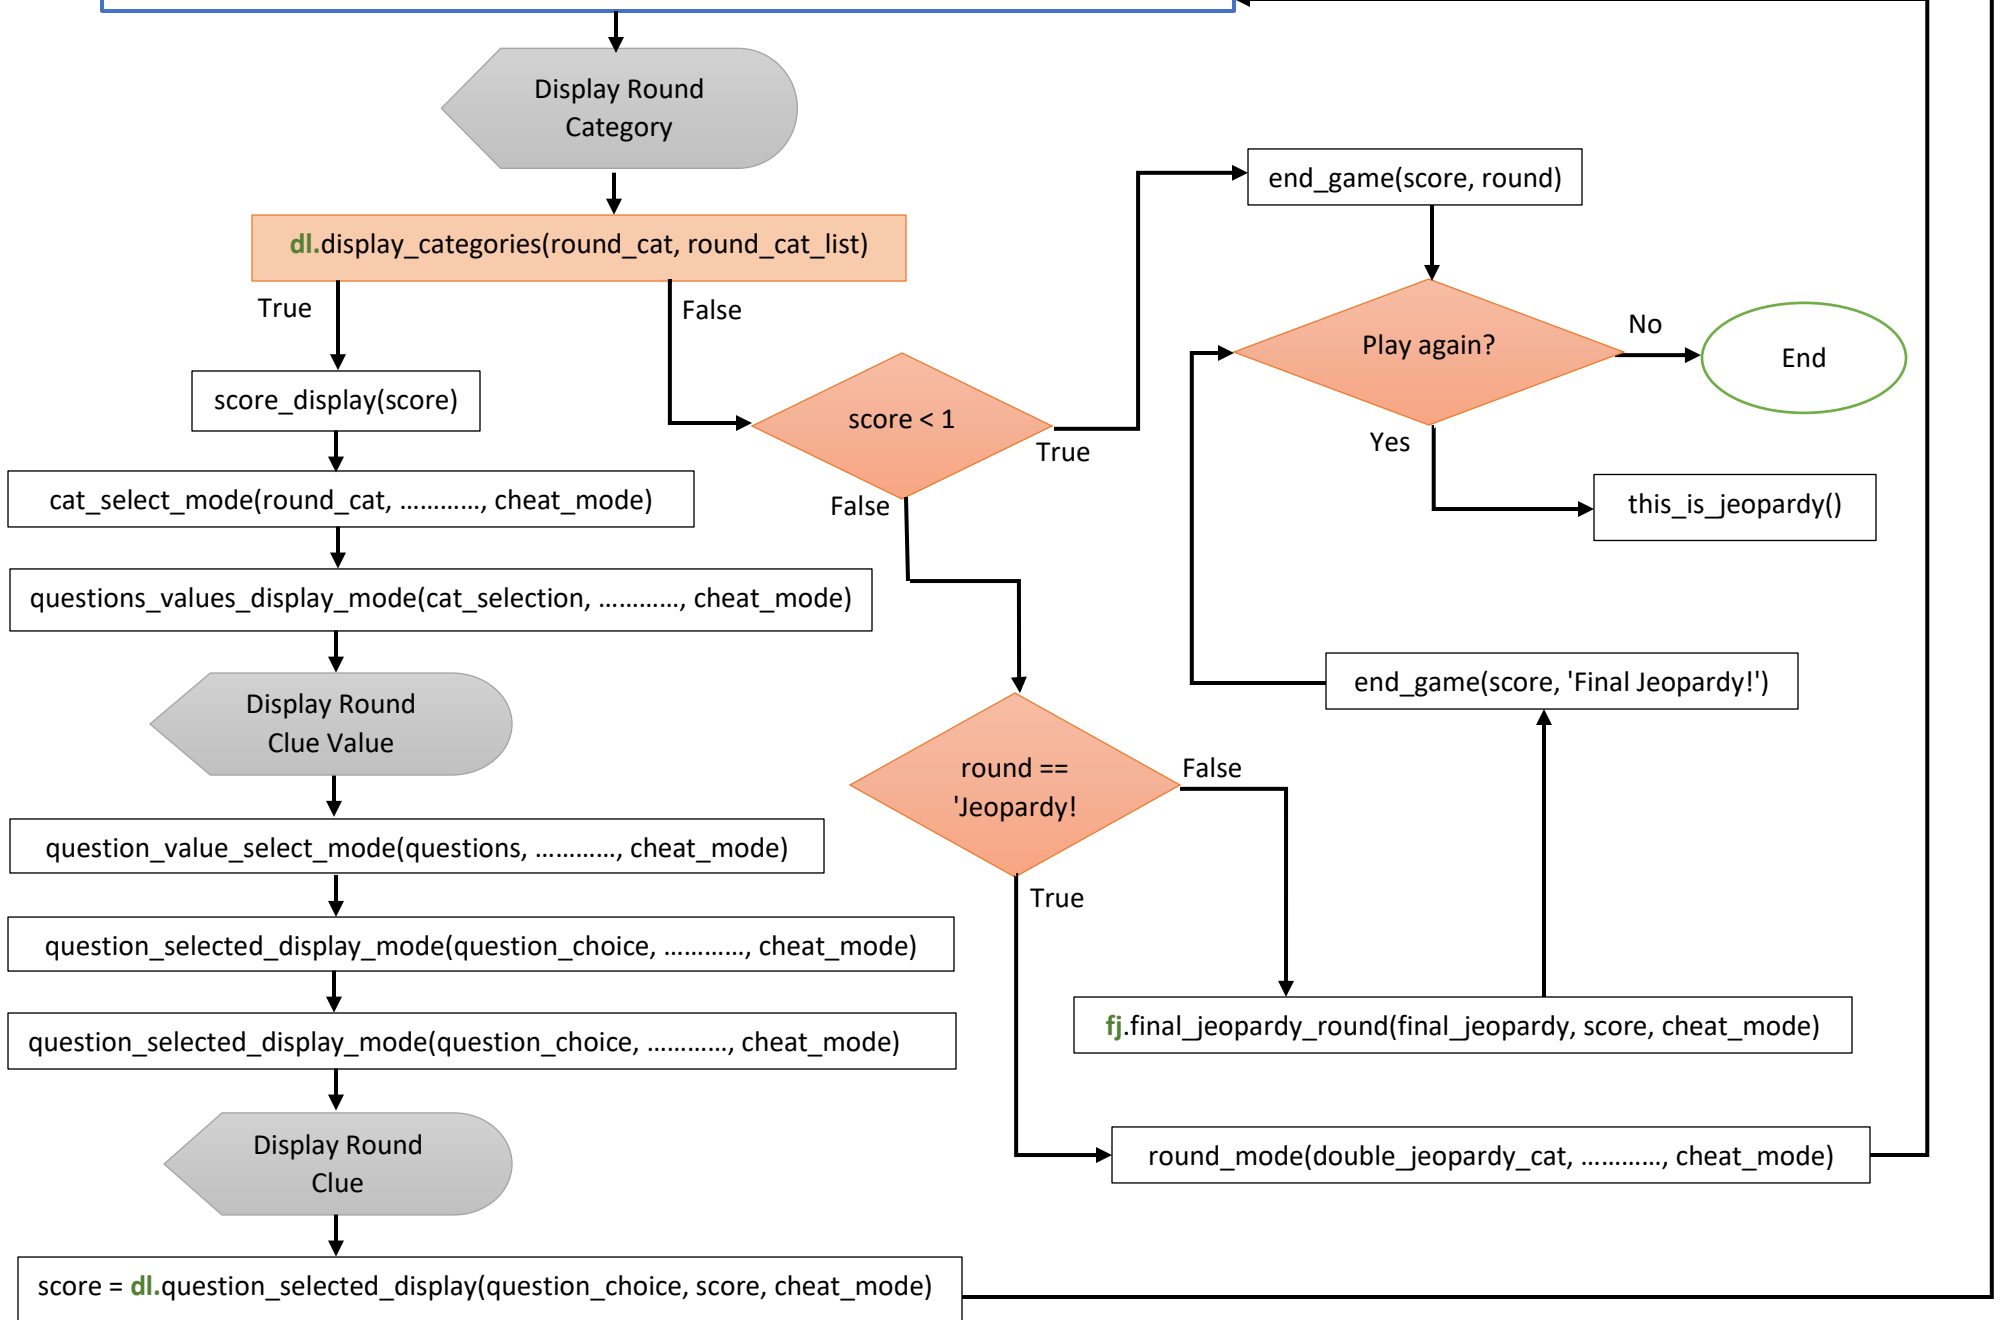 Display Round
Category
dl.display_categories(round_cat, round_cat_list)
True
False
score_display(score)
cat_select_mode(round_cat, …………, cheat_mode)
questions_values_display_mode(cat_selection, …………, cheat_mode)
Display Round
Clue Value
question_value_select_mode(questions, …………, cheat_mode)
question_selected_display_mode(question_choice, …………, cheat_mode)
question_selected_display_mode(question_choice, …………, cheat_mode)
Display Round
Clue
score = dl.question_selected_display(question_choice, score, cheat_mode)
score < 1
True
False
end_game(score, round)
Play again?
No
End
Yes
this_is_jeopardy()
round ==
'Jeopardy!
False
True
end_game(score, 'Final Jeopardy!')
fj.final_jeopardy_round(final_jeopardy, score, cheat_mode)
round_mode(double_jeopardy_cat, …………, cheat_mode)